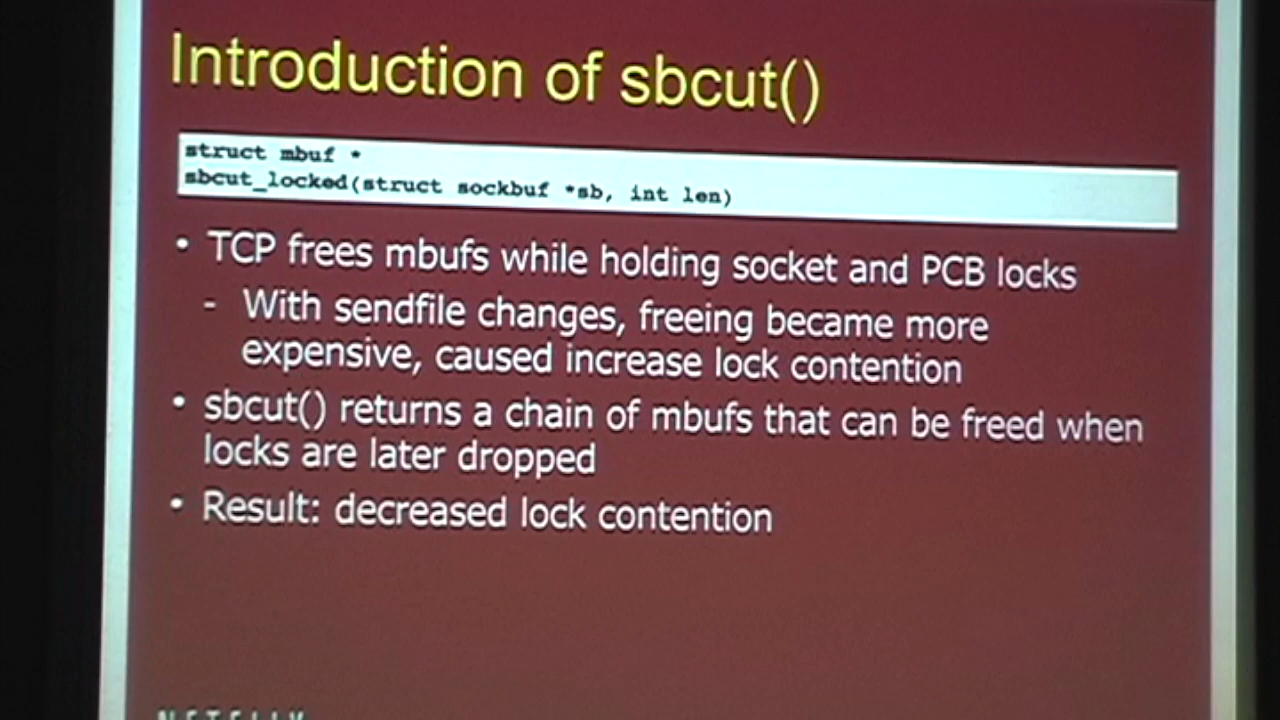 Introduction of sbcut()
struct mbuf *
sbcut_locked(struct sockbuf *sb, int len)
• TCP frees mbufs while holding socket and PCB locks
- With sendfile changes, freeing became more
expensive, caused increase lock contention
• sbcut() returns a chain of mbufs that can be freed when
locks are later dropped
• Result: decreased lock contention
NETFLIX